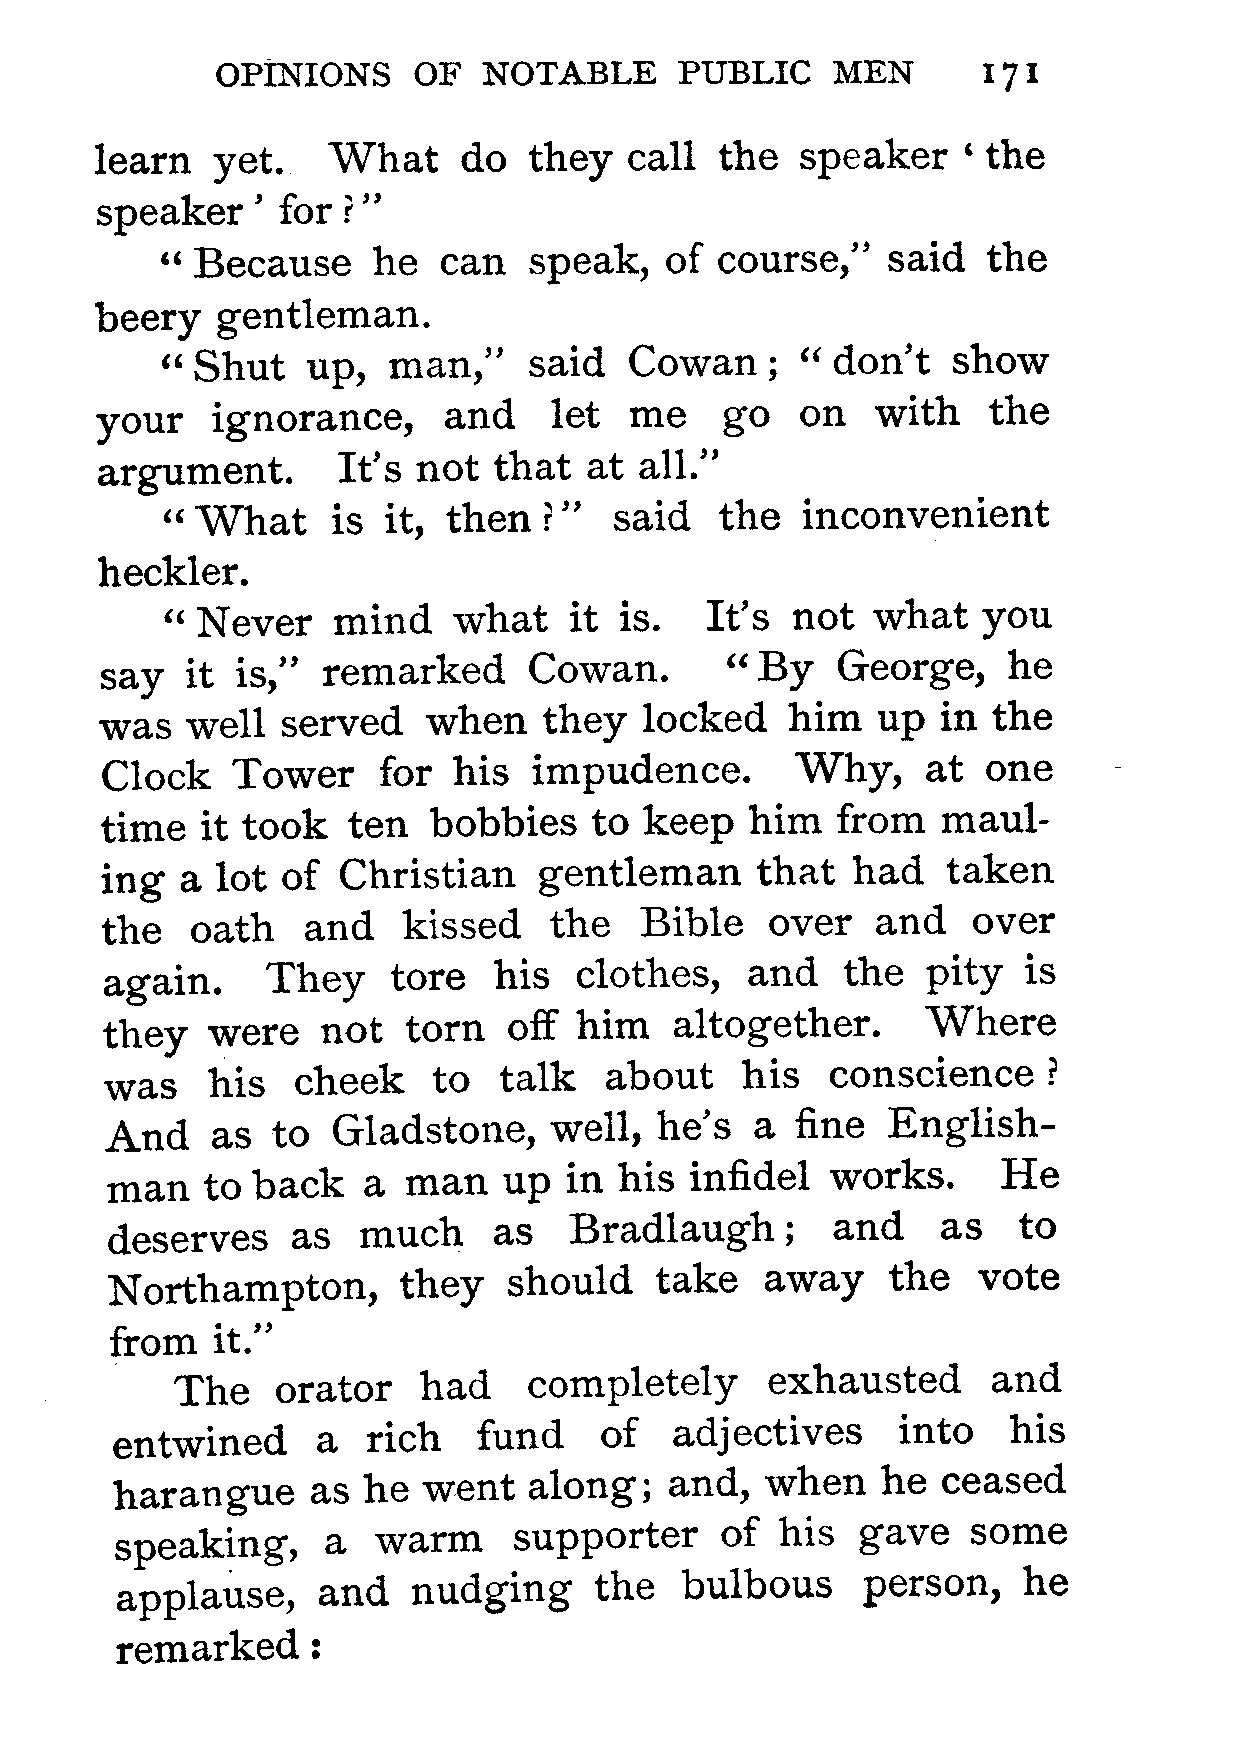 OPINIONS OF NOTABLE PUBLIC MEN 171
learn yet. What do they call the speaker ‘ the
speaker ’ for ?”
“ Because he can speak, of course,” said the
beery gentleman.
“ Shut up, man,” said Cowan ; “ don’t show
your ignorance, and let me go on with the
argument. It’s not that at all.”
“ What is it, then ?” said the inconvenient
heckler.
“ Never mind what it is. It’s not what you
say it is,” remarked Cowan. “ By George, he
was well served when they locked him up in the
Clock Tower for his impudence. Why, at one
time it took ten bobbies to keep him from maul-
ing a lot of Christian gentleman that had taken
the oath and kissed the Bible over and over
again. They tore his clothes, and the pity is
they were not torn off him altogether. Where
was his cheek to talk about his conscience ?
And as to Gladstone, well, he’s a fine English-
man to back a man up in his infidel works. He
deserves as much as Bradlaugh ; and as to
Northampton, they should take away the vote
from it.”
The orator had completely exhausted and
entwined a rich fund of adjectives into his
harangue as he went along; and, when he ceased
speaking, a warm supporter of his gave some
applause, and nudging the bulbous person, he
remarked :